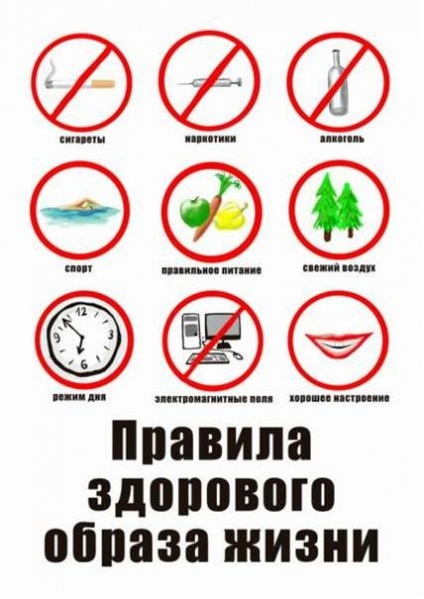 сигареты
наркотики
алкоголь
спорт
правильное питание
свежий воздух
режим дня
электромагнитные поля
хорошее настроение
Правила
здорового
образа жизни